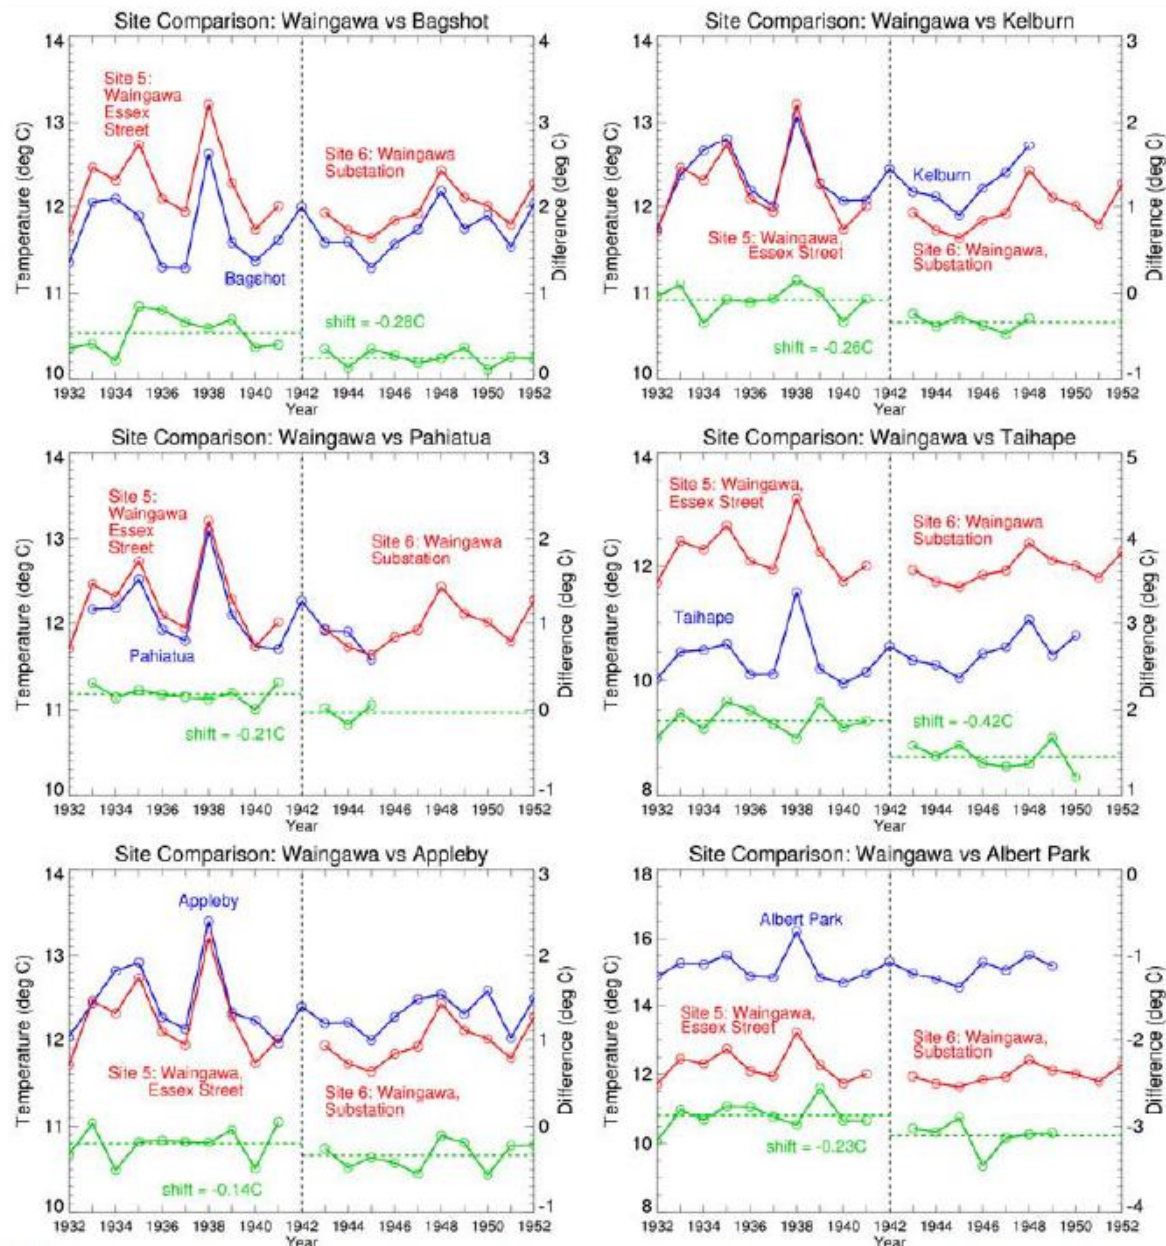 Site Comparison: Waingawa vs Bagshot
14
13
12
11
10
Temperature (deg C)
4
3
2
1
0
Difference (deg C)
Site 5:
Waingawa
Essex
Street
Site 6: Waingawa
Substation
Bagshot
shift = -0.28C
1932 1934 1936 1938 1940 1942 1944 1946 1948 1950 1952
Year
Site Comparison: Waingawa vs Kelburn
14
13
12
11
10
Temperature (deg C)
3
2
1
0
-1
Difference (deg C)
Kelburn
Site 5: Waingawa,
Essex Street
Site 6: Waingawa,
Substation
shift = -0.26C
1932 1934 1936 1938 1940 1942 1944 1946 1948 1950 1952
Year
Site Comparison: Waingawa vs Pahiatua
14
13
12
11
10
Temperature (deg C)
3
2
1
0
-1
Difference (deg C)
Site 5:
Waingawa
Essex
Street
Site 6: Waingawa
Substation
Pahiatua
shift = -0.21C
1932 1934 1936 1938 1940 1942 1944 1946 1948 1950 1952
Year
Site Comparison: Waingawa vs Taihape
14
12
10
8
Temperature (deg C)
5
4
3
2
1
Difference (deg C)
Site 5: Waingawa,
Essex Street
Site 6: Waingawa
Substation
Taihape
shift = -0.42C
1932 1934 1936 1938 1940 1942 1944 1946 1948 1950 1952
Year
Site Comparison: Waingawa vs Appleby
14
13
12
11
10
Temperature (deg C)
3
2
1
0
-1
Difference (deg C)
Appleby
Site 5: Waingawa,
Essex Street
Site 6: Waingawa,
Substation
shift = -0.14C
1932 1934 1936 1938 1940 1942 1944 1946 1948 1950 1952
Year
Site Comparison: Waingawa vs Albert Park
18
16
14
12
10
8
Temperature (deg C)
0
-1
-2
-3
-4
Difference (deg C)
Albert Park
Site 5: Waingawa,
Essex Street
Site 6: Waingawa,
Substation
shift = -0.23C
1932 1934 1936 1938 1940 1942 1944 1946 1948 1950 1952
Year